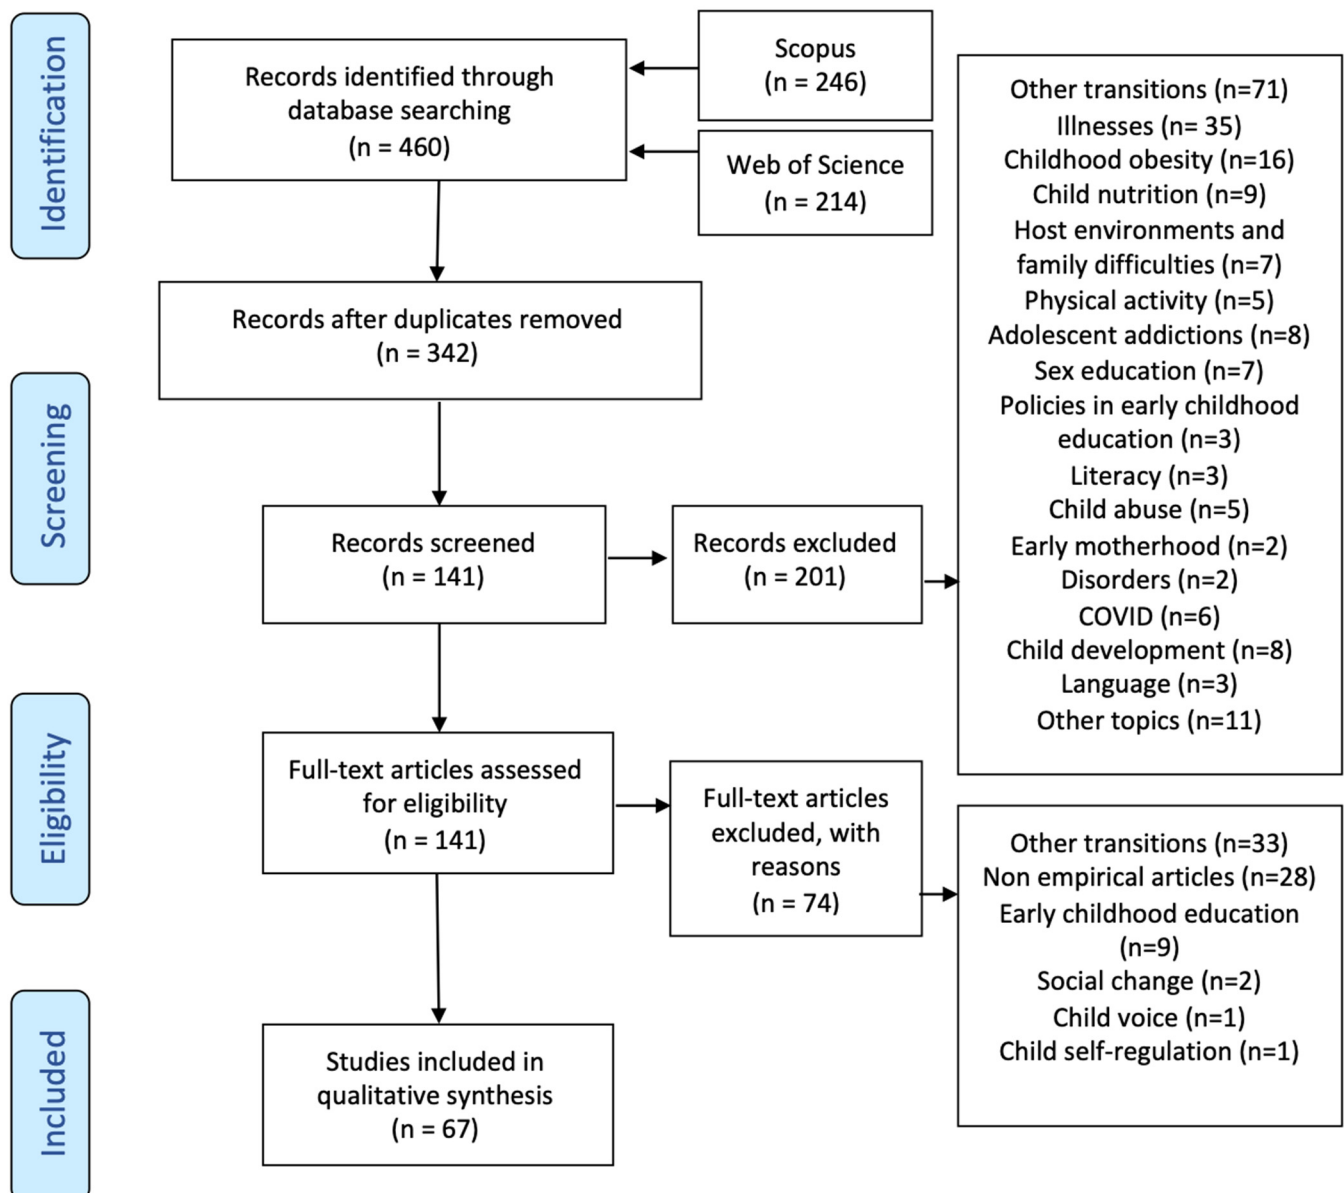 Identification
Records identified through
database searching
(n = 460)
Scopus
(n = 246)
Web of Science
(n = 214)
Records after duplicates removed
(n = 342)
Screening
Records screened
(n = 141)
Records excluded
(n = 201)
Other transitions (n=71)
Illnesses (n= 35)
Childhood obesity (n=16)
Child nutrition (n=9)
Host environments and
family difficulties (n=7)
Physical activity (n=5)
Adolescent addictions (n=8)
Sex education (n=7)
Policies in early childhood
education (n=3)
Literacy (n=3)
Child abuse (n=5)
Early motherhood (n=2)
Disorders (n=2)
COVID (n=6)
Child development (n=8)
Language (n=3)
Other topics (n=11)
Eligibility
Full-text articles assessed
for eligibility
(n = 141)
Full-text articles
excluded, with
reasons
(n = 74)
Other transitions (n=33)
Non empirical articles (n=28)
Early childhood education
(n=9)
Social change (n=2)
Child voice (n=1)
Child self-regulation (n=1)
Included
Studies included in
qualitative synthesis
(n = 67)